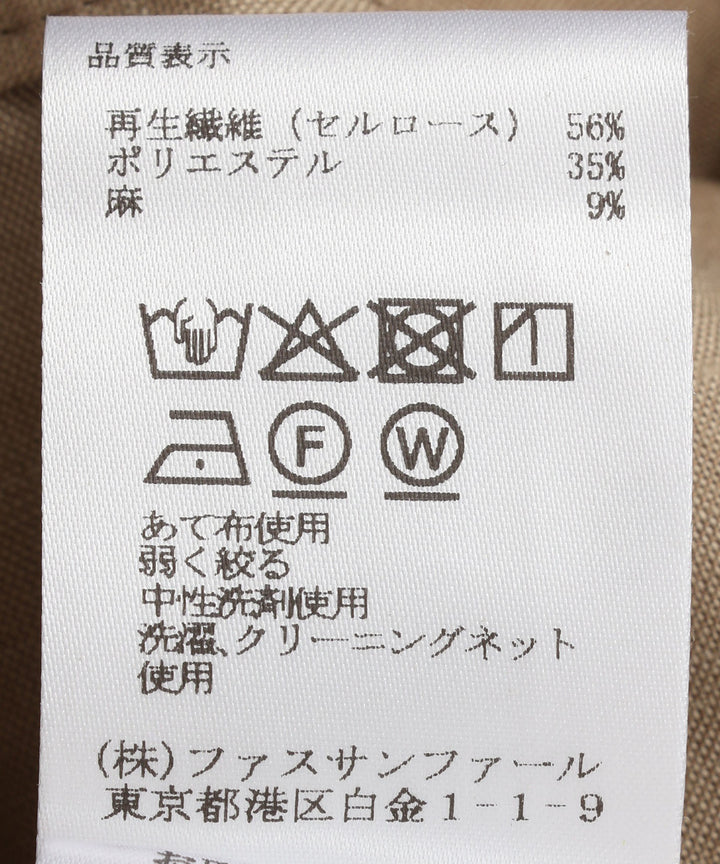 品質表示
再生繊維（セルロース） 56%
ポリエステル 35%
麻 9%
F W
あて布使用
弱く絞る
中性洗剤使用
洗濯、クリーニングネット
使用
(株)ファスサンファール
東京都港区白金1-1-9